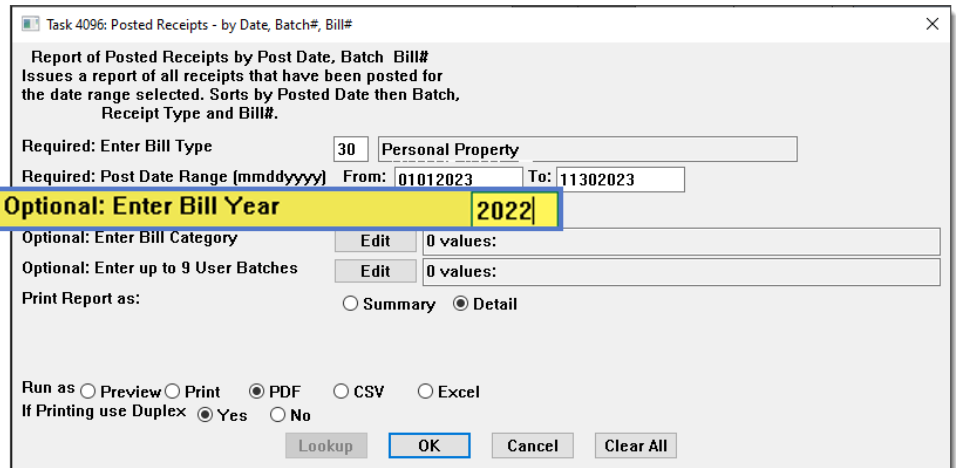 Task 4096: Posted Receipts - by Date, Batch#, Bill#
Report of Posted Receipts by Post Date, Batch Bill#
Issues a report of all receipts that have been posted for
the date range selected. Sorts by Posted Date then Batch,
Receipt Type and Bill#.
Required: Enter Bill Type 30 Personal Property
Required: Post Date Range (mmddyyyy) From: 01012023 To: 11302023
Optional: Enter Bill Year 2022
Optional: Enter Bill Category Edit 0 values:
Optional: Enter up to 9 User Batches Edit 0 values:
Print Report as: Summary Detail
Run as Preview Print PDF CSV Excel
If Printing use Duplex Yes No
Lookup OK Cancel Clear All